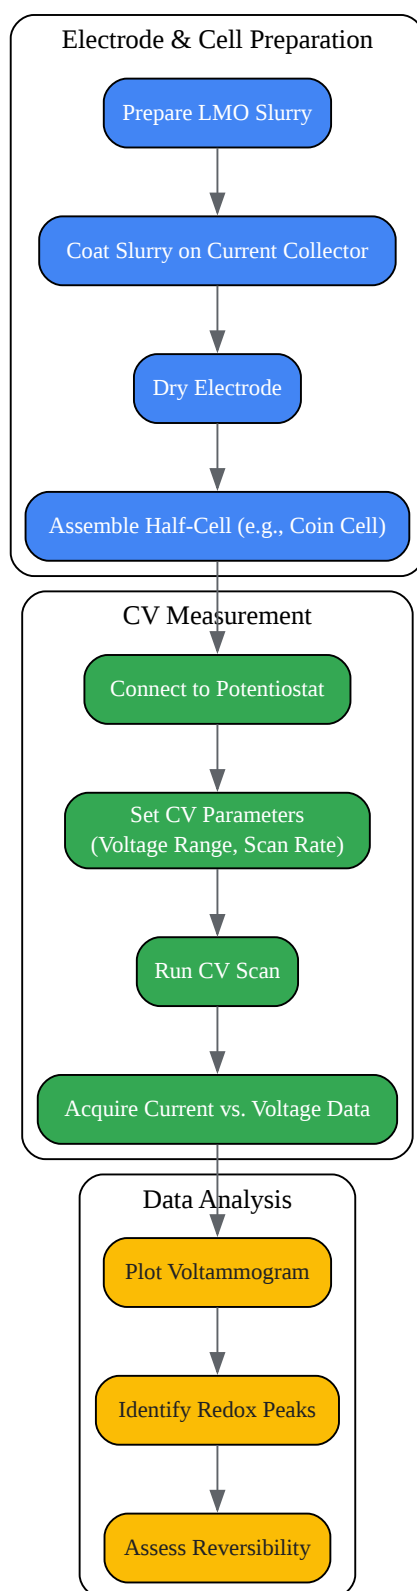 Electrode & Cell Preparation
Prepare LMO Slurry
Coat Slurry on Current Collector
Dry Electrode
Assemble Half-Cell (e.g., Coin Cell)
CV Measurement
Connect to Potentiostat
Set CV Parameters
(Voltage Range, Scan Rate)
Run CV Scan
Acquire Current vs. Voltage Data
Data Analysis
Plot Voltammogram
Identify Redox Peaks
Assess Reversibility